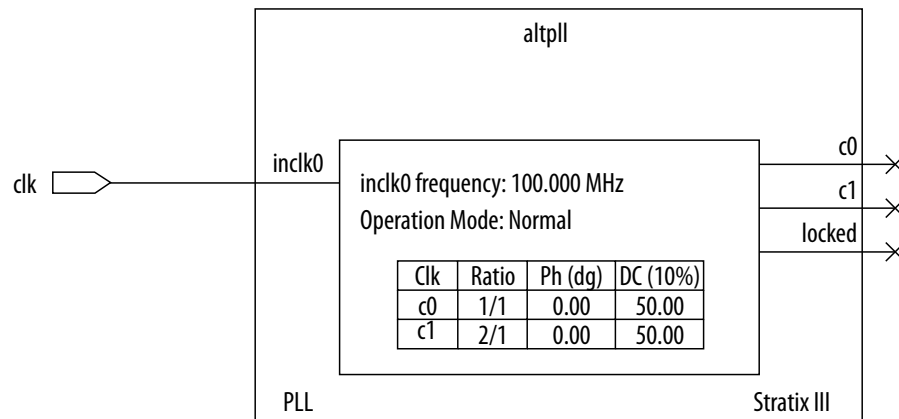 altpll
clk
inclk0
inclk0 frequency: 100.000 MHz
Operation Mode: Normal
Clk Ratio Ph (dg) DC (10%)
c0 1/1 0.00 50.00
c1 2/1 0.00 50.00
c0
c1
locked
PLL
Stratix III